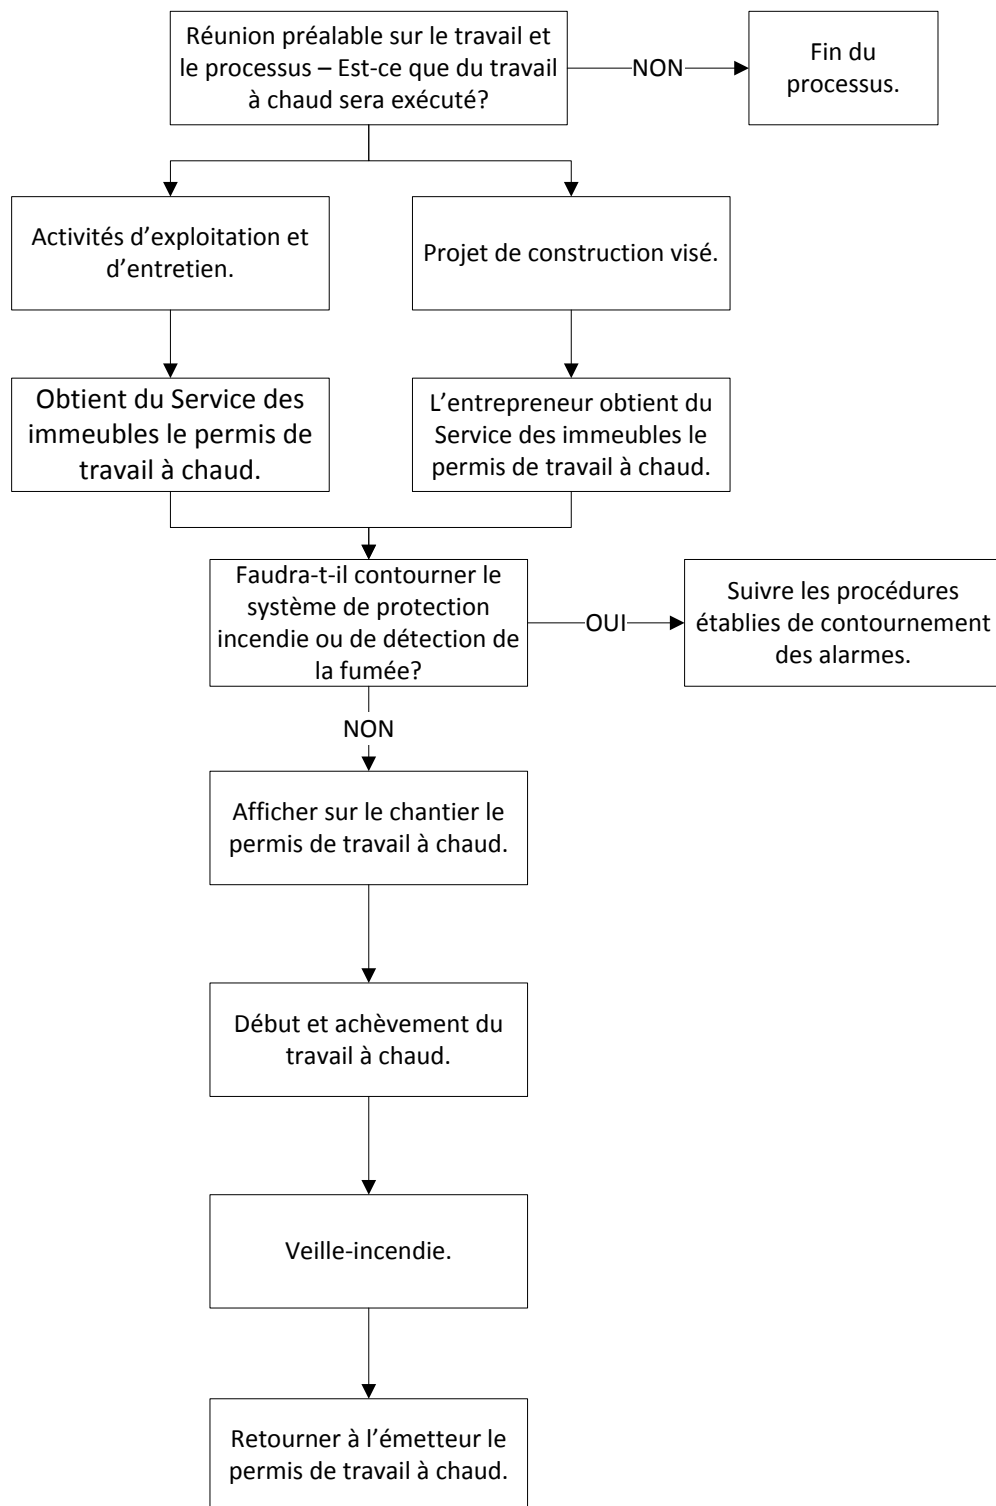 Réunion préalable sur le travail et
le processus – Est-ce que du travail
à chaud sera exécuté?
NON
Fin du
processus.
Activités d'exploitation et
d'entretien.
Projet de construction visé.
Obtient du Service des
immeubles le permis de
travail à chaud.
L'entrepreneur obtient du
Service des immeubles le
permis de travail à chaud.
Faudra-t-il contourner le
système de protection
incendie ou de détection de
la fumée?
OUI
Suivre les procédures
établies de contournement
des alarmes.
NON
Afficher sur le chantier le
permis de travail à chaud.
Début et achèvement du
travail à chaud.
Veille-incendie.
Retourner à l'émetteur le
permis de travail à chaud.